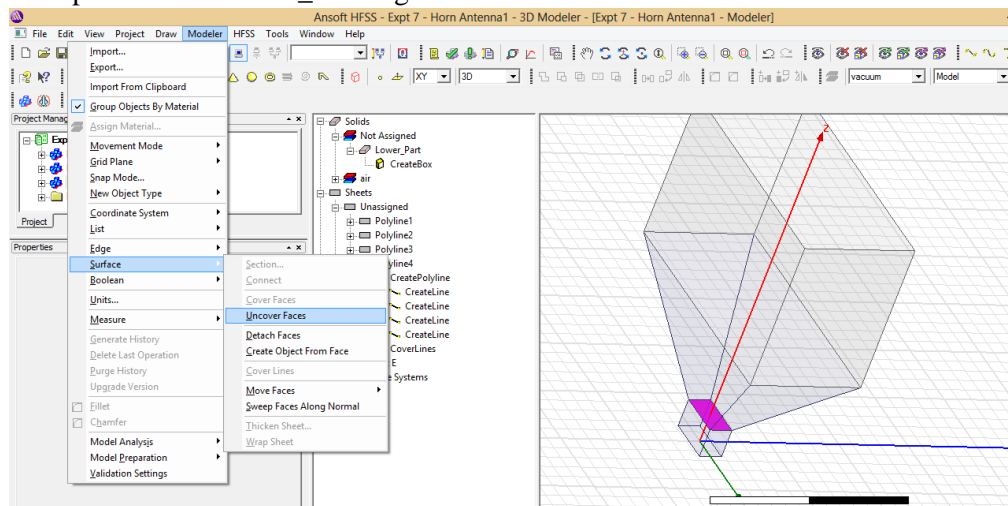 Ansoft HFSS - Expt 7 - Horn Antenna1 - 3D Modeler - [Expt 7 - Horn Antenna1 - Modeler]
File Edit View Project Draw Modeler HFSS Tools Window Help
XY 3D vacuum Model
Import...
Export...
Import From Clipboard
Group Objects By Material
Assign Material...
Movement Mode
Grid Plane
Snap Mode...
New Object Type
Coordinate System
List
Edge
Surface
Boolean
Units...
Measure
Generate History
Delete Last Operation
Purge History
Upgrade Version
Fillet
Chamfer
Model Analysis
Model Preparation
Validation Settings
Section...
Connect
Cover Faces
Uncover Faces
Detach Faces
Create Object From Face
Cover Lines
Move Faces
Sweep Faces Along Normal
Thicken Sheet...
Wrap Sheet
Project Manag
Exp
Project
Properties
Solids
Not Assigned
Lower_Part
CreateBox
air
Sheets
Unassigned
Polyline1
Polyline2
Polyline3
yline4
CreatePolyline
CreateLine
CreateLine
CreateLine
CreateLine
CoverLines
E
Systems
Z